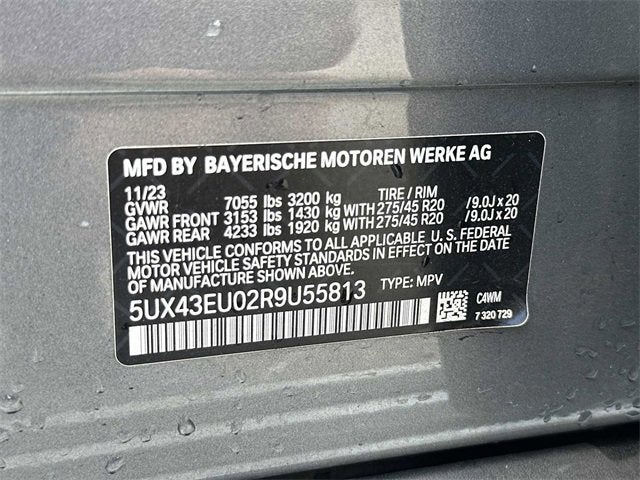 MFD BY BAYERISCHE MOTOREN WERKE AG
11/23 TIRE / RIM
GVWR 7055 lbs 3200 kg
GAWR FRONT 3153 lbs 1430 kg WITH 275/45 R20 /9.0J x 20
GAWR REAR 4233 lbs 1920 kg WITH 275/45 R20 /9.0J x 20
THIS VEHICLE CONFORMS TO ALL APPLICABLE U.S. FEDERAL
MOTOR VEHICLE SAFETY STANDARDS IN EFFECT ON THE DATE
OF MANUFACTURE SHOWN ABOVE.
5UX43EU02R9U55813 TYPE: MPV
C4WM
7 320 729